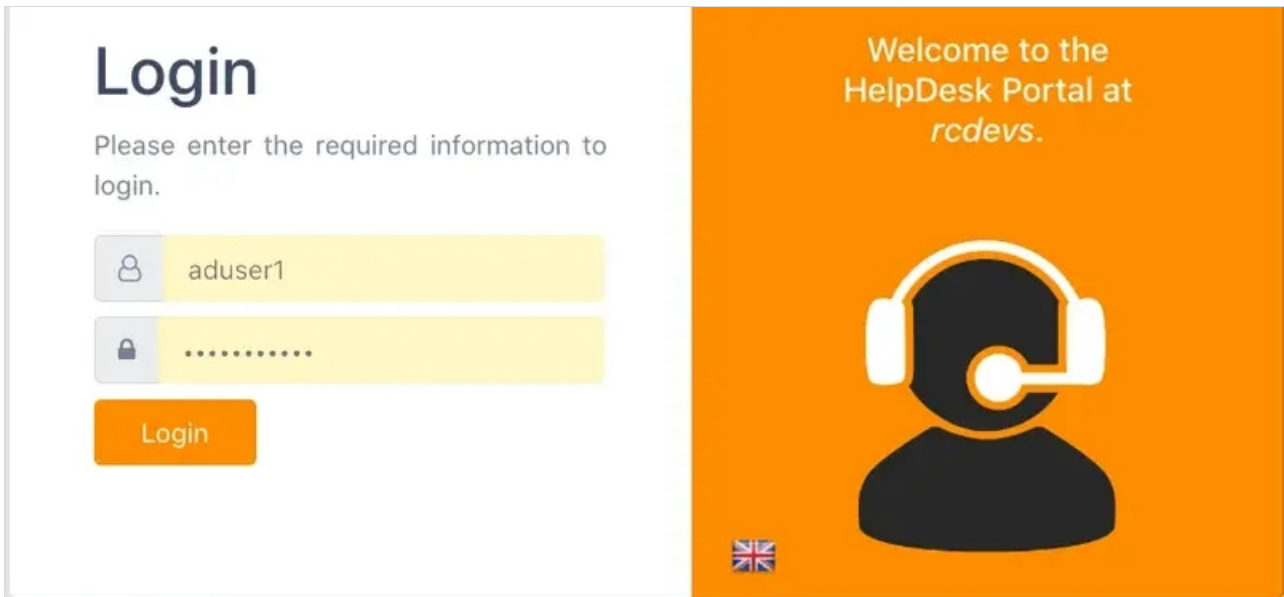 Login
Please enter the required information to
login.
aduser1
•••••••••••
Login
Welcome to the
HelpDesk Portal at
rcdevs.